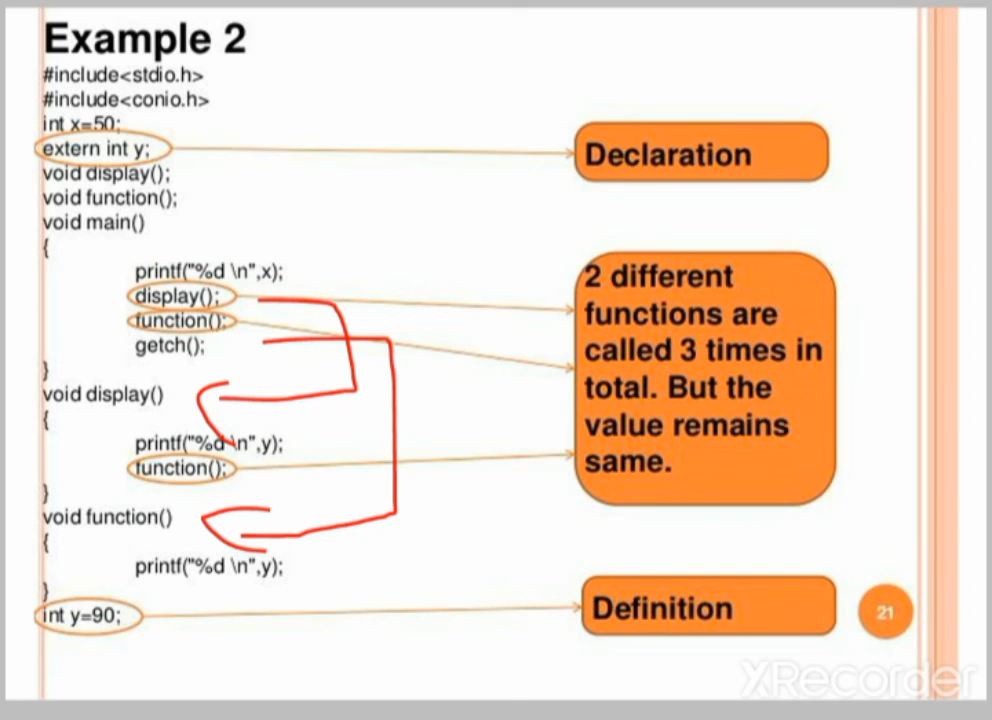 Example 2
#include<stdio.h>
#include<conio.h>
int x=50;
extern int y;
void display();
void function();
void main()
{
printf("%d \n",x);
display();
function();
getch();
}
void display()
{
printf("%d \n",y);
function();
}
void function()
{
printf("%d \n",y);
}
int y=90;
Declaration
2 different
functions are
called 3 times in
total. But the
value remains
same.
Definition
21
XRecorder